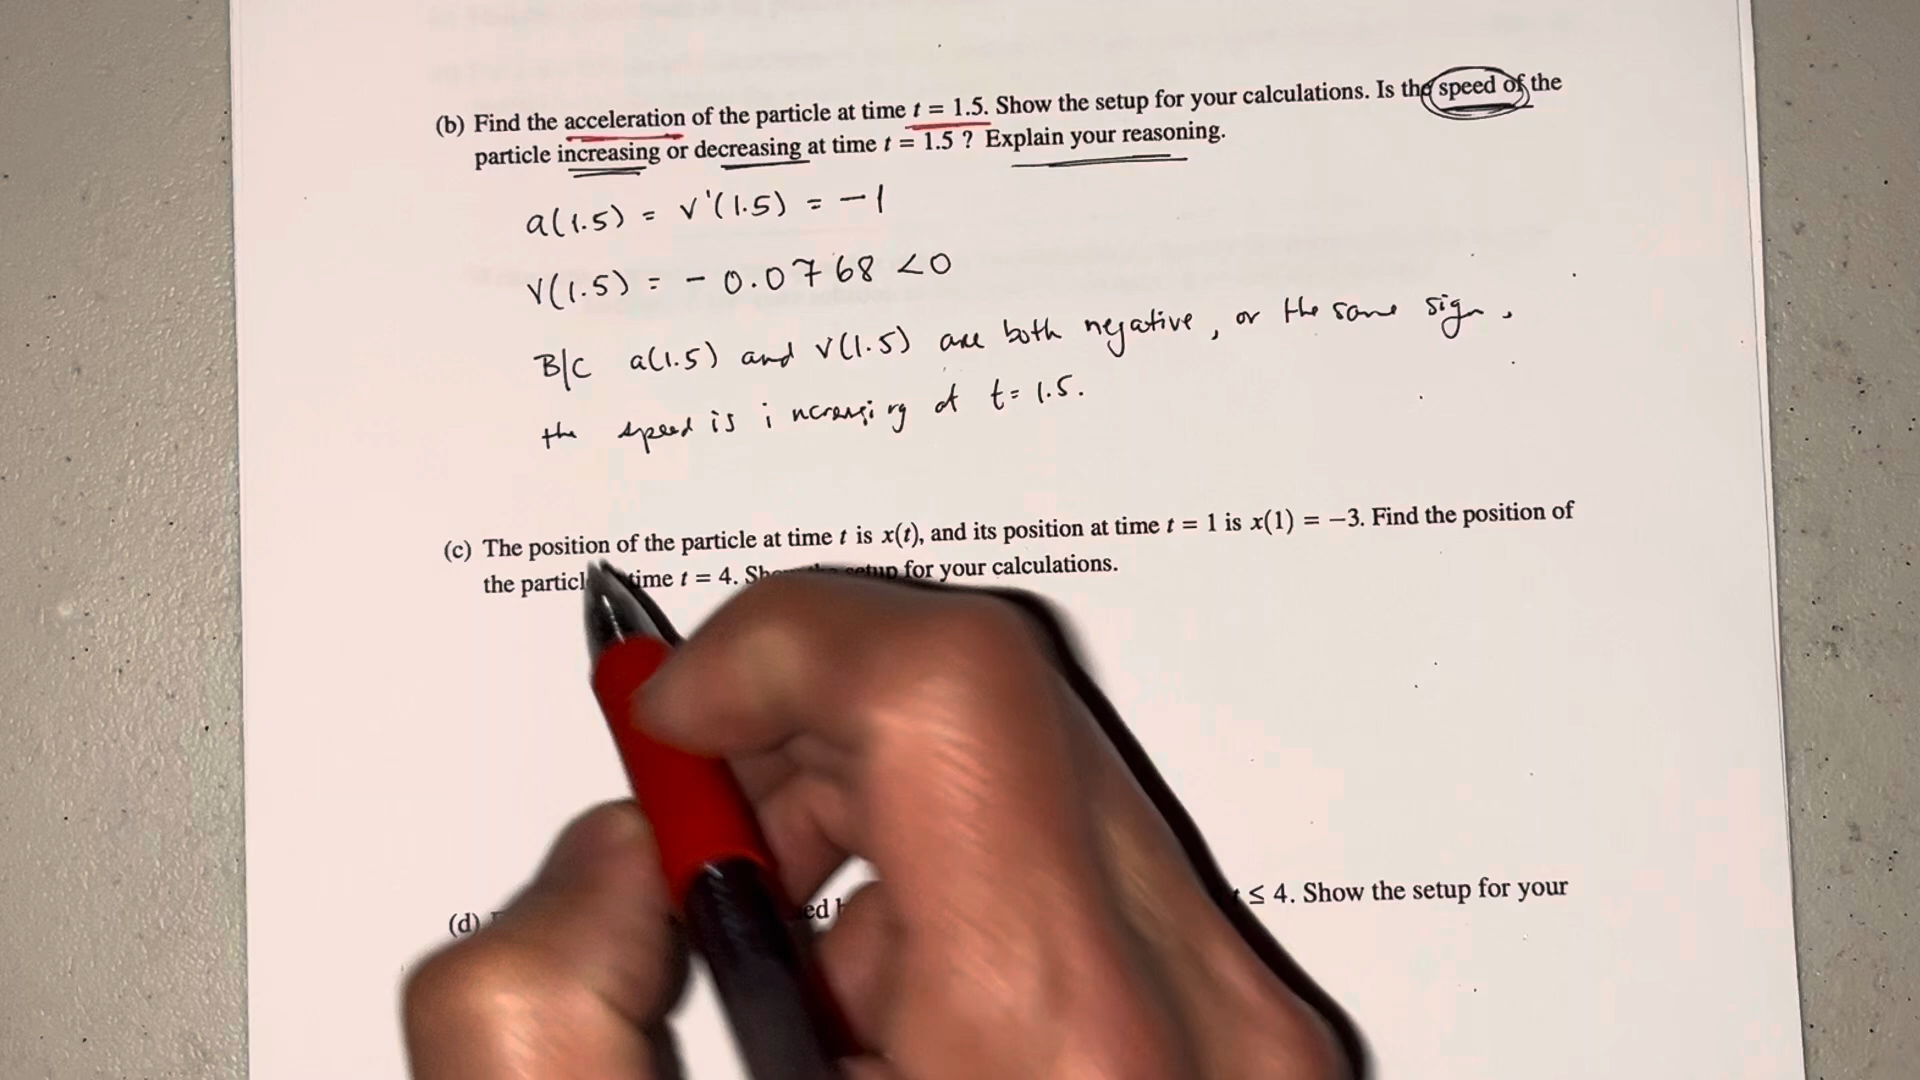 (b) Find the acceleration of the particle at time t = 1.5. Show the setup for your calculations. Is the speed of the
particle increasing or decreasing at time t = 1.5 ? Explain your reasoning.
a(1.5) = v'(1.5) = -1
v(1.5) = - 0.0768 <0
B/C a(1.5) and v(1.5) are both negative, or the same sign,
the speed is increasing at t= 1.5.
(c) The position of the particle at time t is x(t), and its position at time t = 1 is x(1) = −3. Find the position of
the time t = 4. setup for your calculations.
(d) ≤ 4. Show the setup for your